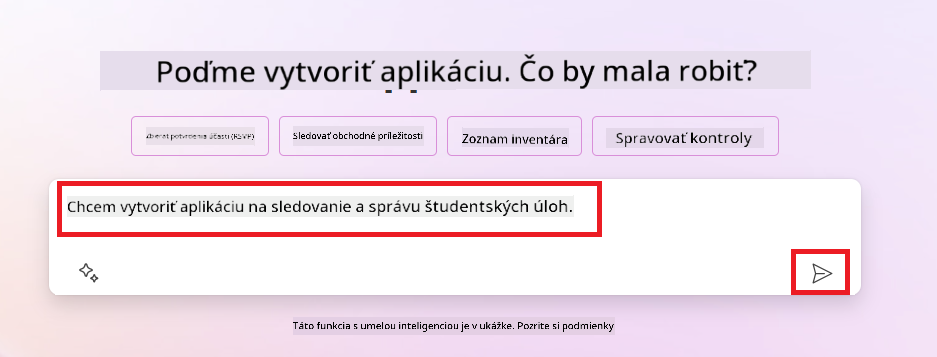 Poďme vytvoriť aplikáciu. Čo by mala robiť?
Zbierať potvrdenia účasti (RSVP)
Sledovať obchodné príležitosti
Zoznam inventára
Spravovať kontroly
Chcem vytvoriť aplikáciu na sledovanie a správu študentských úloh.
Táto funkcia s umelou inteligenciou je v ukážke. Pozrite si podmienky